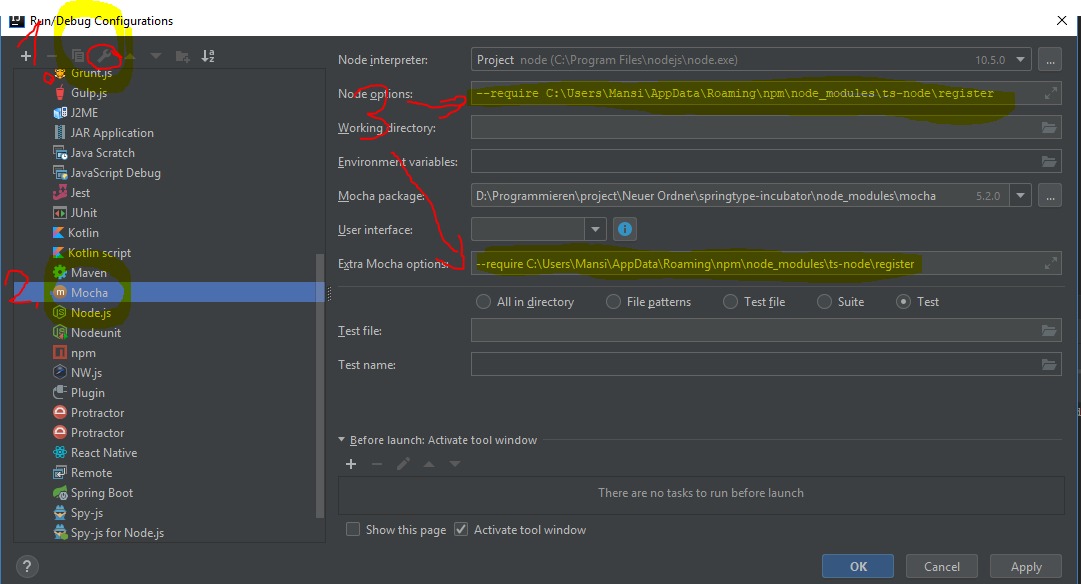 Run/Debug Configurations
1.
Grunt.js
Gulp.js
J2ME
JAR Application
Java Scratch
JavaScript Debug
Jest
JUnit
Kotlin
Kotlin script
Maven
2.
Mocha
Node.js
Nodeunit
npm
NW.js
Plugin
Protractor
Protractor
React Native
Remote
Spring Boot
Spy-js
Spy-js for Node.js
Node interpreter: Project node (C:\Program Files\nodejs\node.exe) 10.5.0 ...
3
Node options: --require C:\Users\Mansi\AppData\Roaming\npm\node_modules\ts-node\register
Working directory:
Environment variables:
Mocha package: D:\Programmieren\project\Neuer Ordner\springtype-incubator\node_modules\mocha 5.2.0 ...
User interface:
Extra Mocha options: --require C:\Users\Mansi\AppData\Roaming\npm\node_modules\ts-node\register
All in directory File patterns Test file Suite Test
Test file:
Test name:
Before launch: Activate tool window
There are no tasks to run before launch
Show this page Activate tool window
? OK Cancel Apply